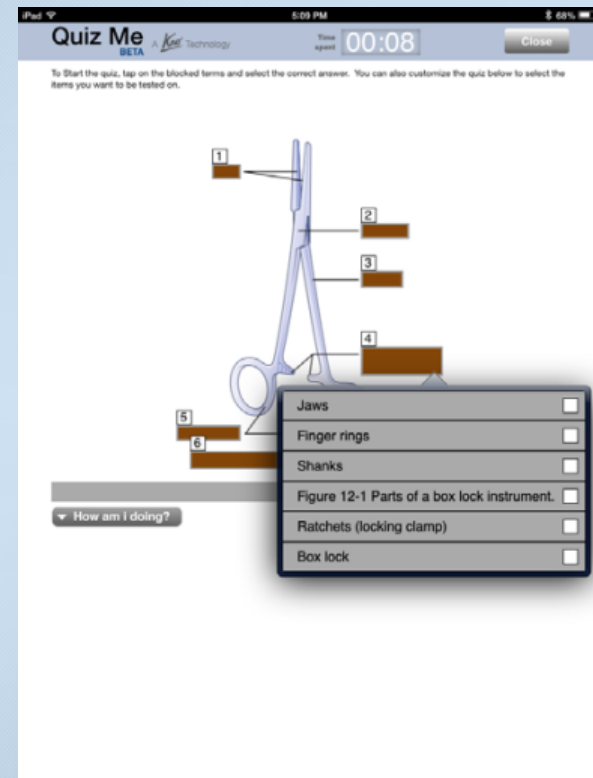 iPad 5:09 PM 68%
Quiz Me BETA A Kno Technology Time spent 00:08 Close
To Start the quiz, tap on the blocked terms and select the correct answer. You can also customize the quiz below to select the
items you want to be tested on.
1
2
3
4
5
6
Jaws
Finger rings
Shanks
Figure 12-1 Parts of a box lock instrument.
Ratchets (locking clamp)
Box lock
How am i doing?